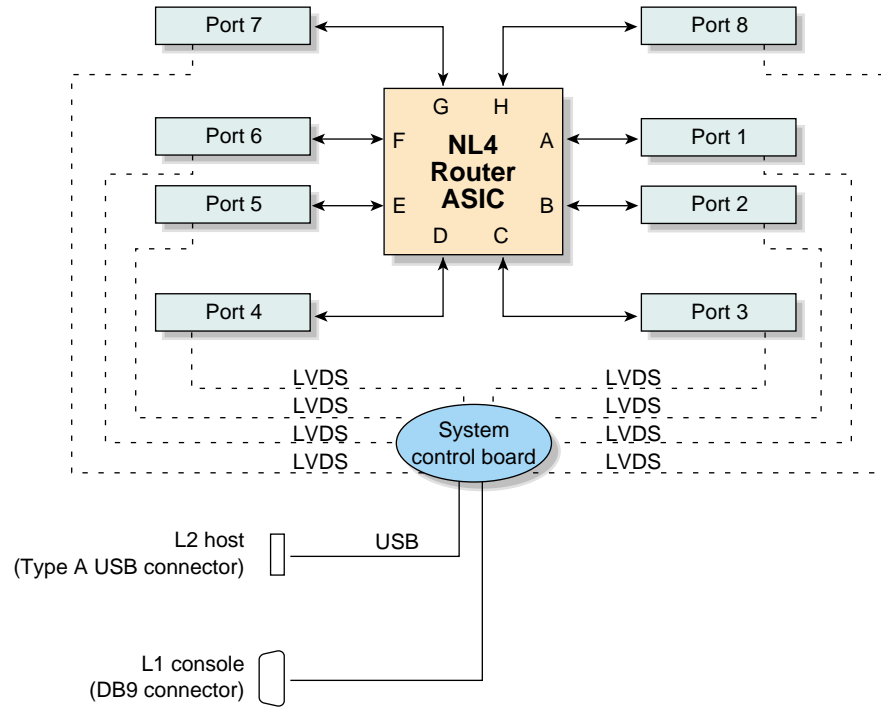 Port 7
Port 8
G
H
Port 6
F
NL4
Router
ASIC
A
Port 1
Port 5
E
B
Port 2
D
C
Port 4
Port 3
LVDS
LVDS
LVDS
LVDS
LVDS
LVDS
LVDS
LVDS
System
control board
L2 host
(Type A USB connector)
USB
L1 console
(DB9 connector)